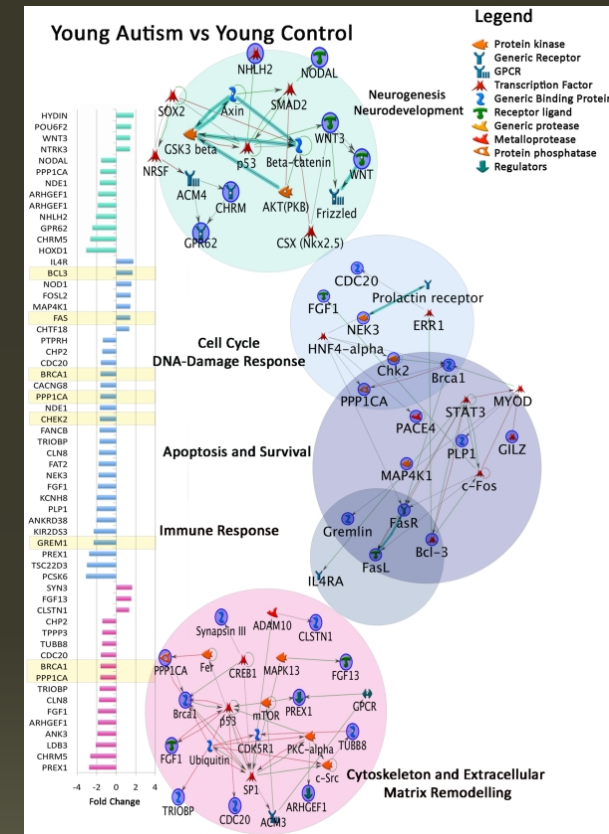 Young Autism vs Young Control
Legend
Protein kinase
Generic Receptor
GPCR
Transcription Factor
Generic Binding Protein
Receptor ligand
Generic protease
Metalloprotease
Protein phosphatase
Regulators
Neurogenesis
Neurodevelopment
NHLH2
NODAL
SOX2
Axin
SMAD2
GSK3 beta
p53
Beta-catenin
WNT3
WNT
NRSF
ACM4
CHRM
AKT(PKB)
Frizzled
GPR62
CSX (Nkx2.5)
HYDIN
POU6F2
WNT3
NTRK3
NODAL
PPP1CA
NDE1
ARHGEF1
ARHGEF1
NHLH2
GPR62
CHRM5
HOXD1
IL4R
BCL3
NOD1
FOSL2
MAP4K1
FAS
CHTF18
PTPRH
CHP2
CDC20
BRCA1
CACNG8
PPP1CA
NDE1
CHEK2
FANCB
TRIOBP
CLN8
FAT2
NEK3
FGF1
KCNH8
PLP1
ANKRD38
KIR2DS3
GREM1
PREX1
TSC22D3
PCSK6
SYN3
FGF13
CLSTN1
CHP2
TPPP3
TUBB8
CDC20
BRCA1
PPP1CA
TRIOBP
CLN8
FGF1
ARHGEF1
ANK3
LDB3
CHRM5
PREX1
-4 -2 0 2 4
Fold Change
Cell Cycle
DNA-Damage Response
CDC20
Prolactin receptor
FGF1
NEK3
ERR1
HNF4-alpha
Chk2
Brca1
PPP1CA
MYOD
STAT3
PACE4
PLP1
GILZ
Apoptosis and Survival
MAP4K1
c-Fos
Immune Response
Gremlin
FasR
Bcl-3
FasL
IL4RA
Synapsin III
ADAM10
CLSTN1
PPP1CA
Fer
CREB1
MAPK13
FGF13
Brca1
p53
mTOR
PREX1
GPCR
FGF1
Ubiquitin
CDK5R1
PKC-alpha
TUBB8
SP1
c-Src
TRIOBP
CDC20
ACM3
ARHGEF1
Cytoskeleton and Extracellular
Matrix Remodelling